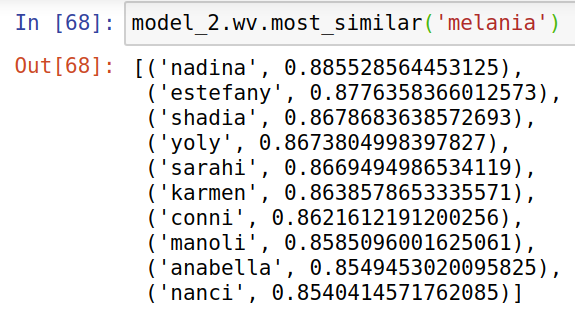 In [68]: model_2.wv.most_similar('melania')
Out[68]: [('nadina', 0.885528564453125),
('estefany', 0.8776358366012573),
('shadia', 0.8678683638572693),
('yoly', 0.8673804998397827),
('sarahi', 0.8669494986534119),
('karmen', 0.8638578653335571),
('conni', 0.8621612191200256),
('manoli', 0.8585096001625061),
('anabella', 0.8549453020095825),
('nanci', 0.8540414571762085)]